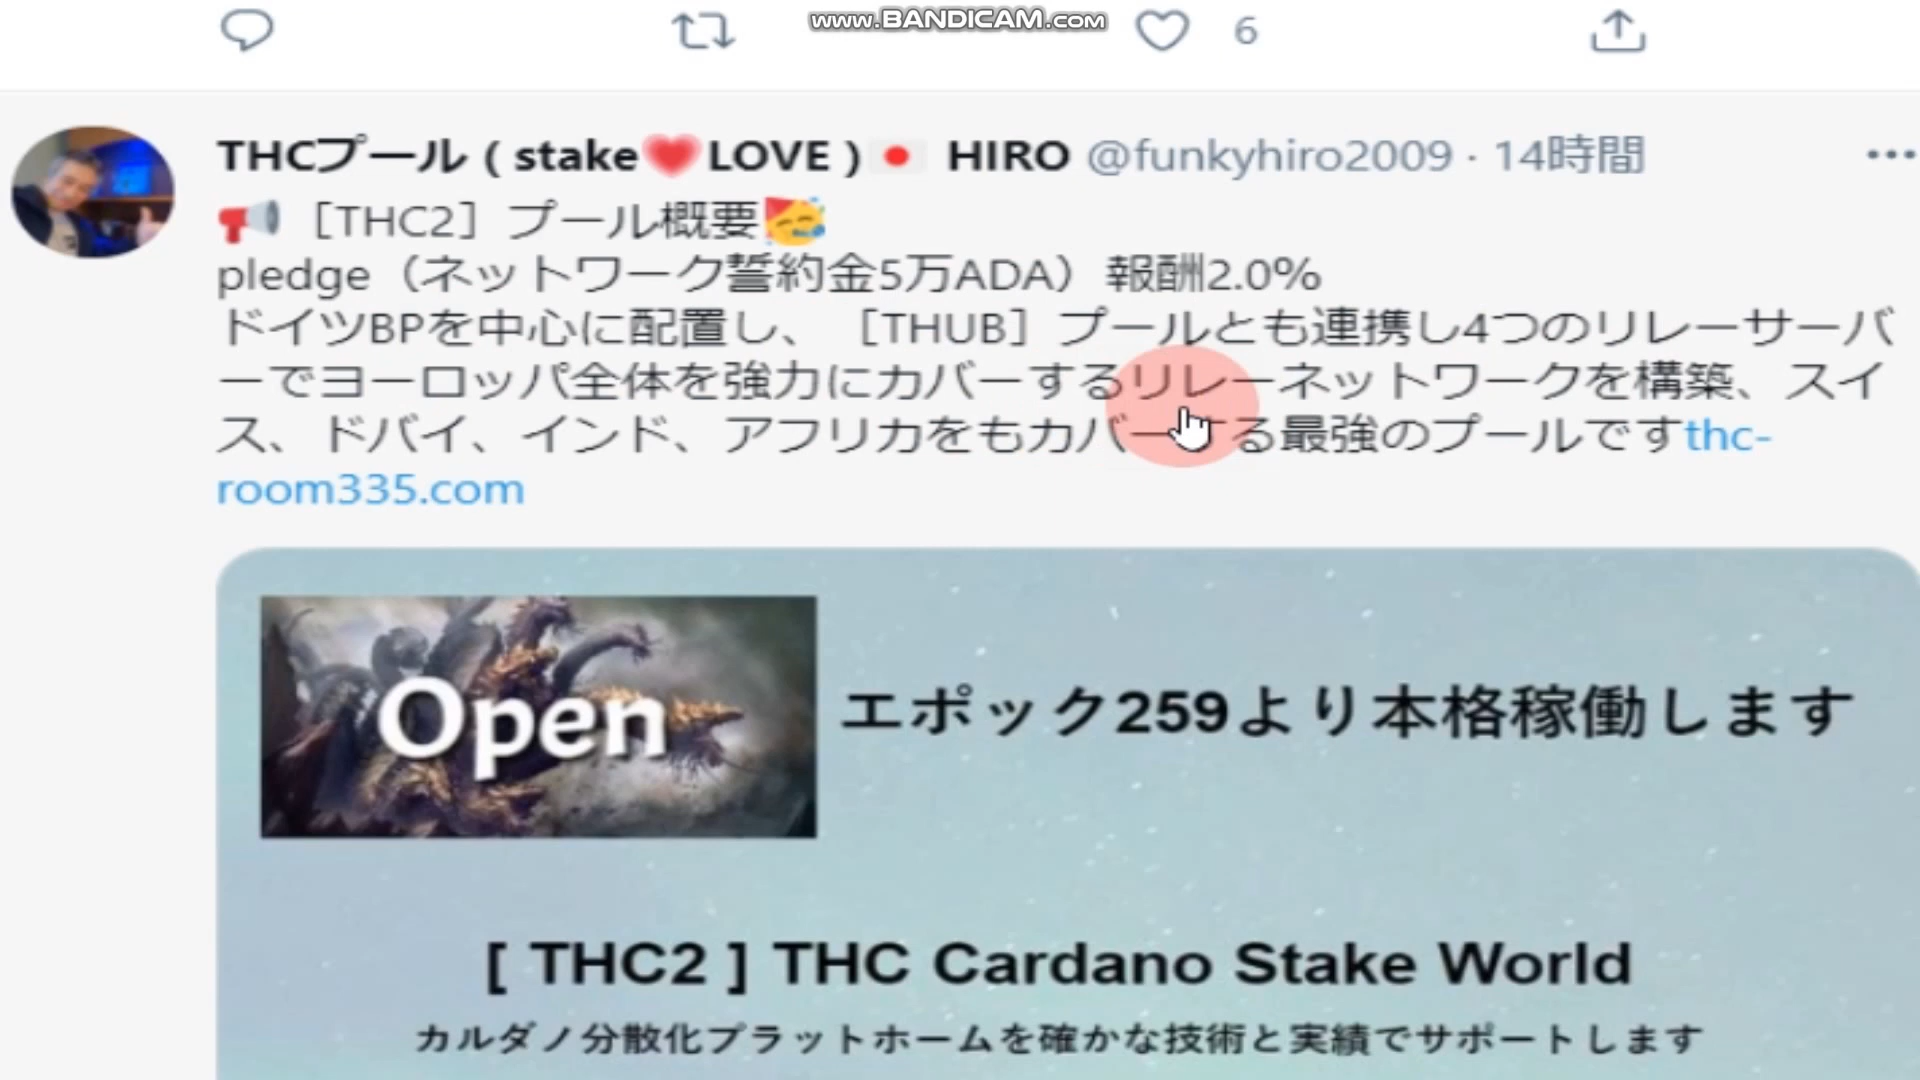 www.BANDICAM.com
6
THCプール ( stake❤️LOVE ) 🇯🇵 HIRO @funkyhiro2009 · 14時間
📢［THC2］プール概要🥳
pledge（ネットワーク誓約金5万ADA）報酬2.0%
ドイツBPを中心に配置し、［THUB］プールとも連携し4つのリレーサーバ
ーでヨーロッパ全体を強力にカバーするリレーネットワークを構築、スイ
ス、ドバイ、インド、アフリカをもカバーする最強のプールですthc-
room335.com
Open
エポック259より本格稼働します
[ THC2 ] THC Cardano Stake World
カルダノ分散化プラットホームを確かな技術と実績でサポートします